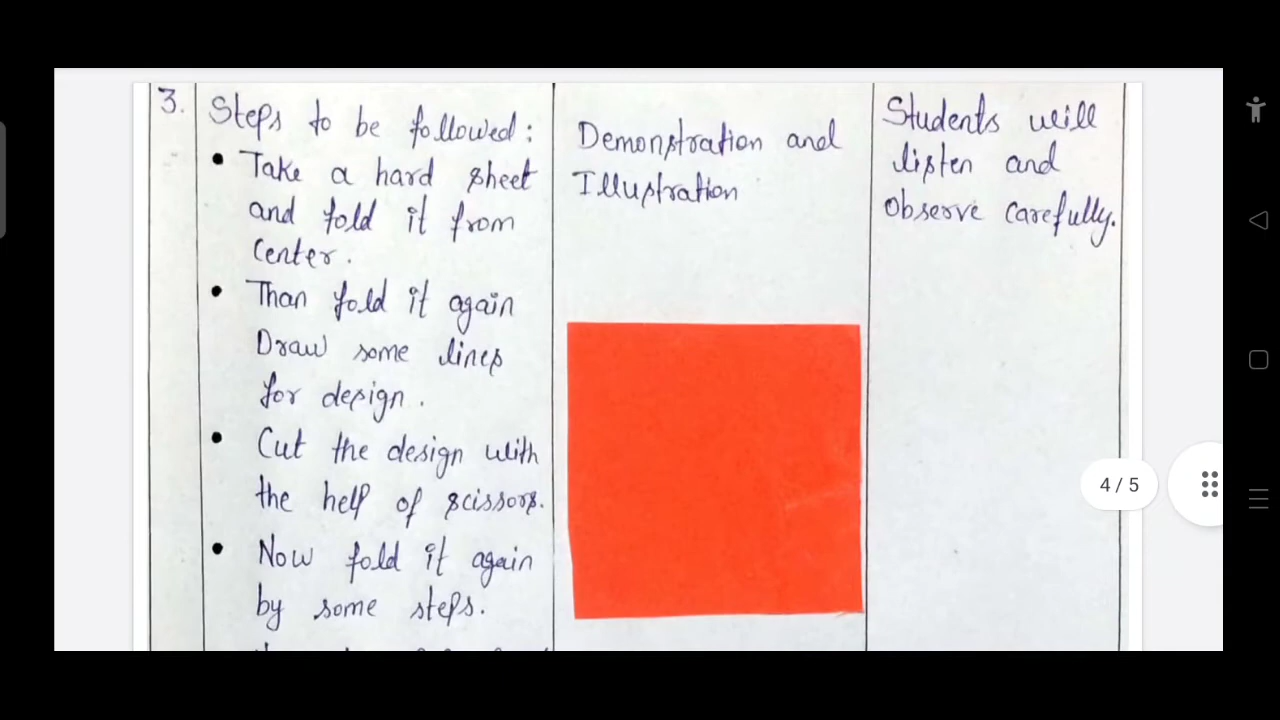 3.
Steps to be followed:
• Take a hard sheet
and fold it from
Center.
• Than fold it again
Draw some lines
for design.
• Cut the design with
the help of scissors.
• Now fold it again
by some steps.
Demonstration and
Illustration
Students will
listen and
Observe Carefully.
4 / 5